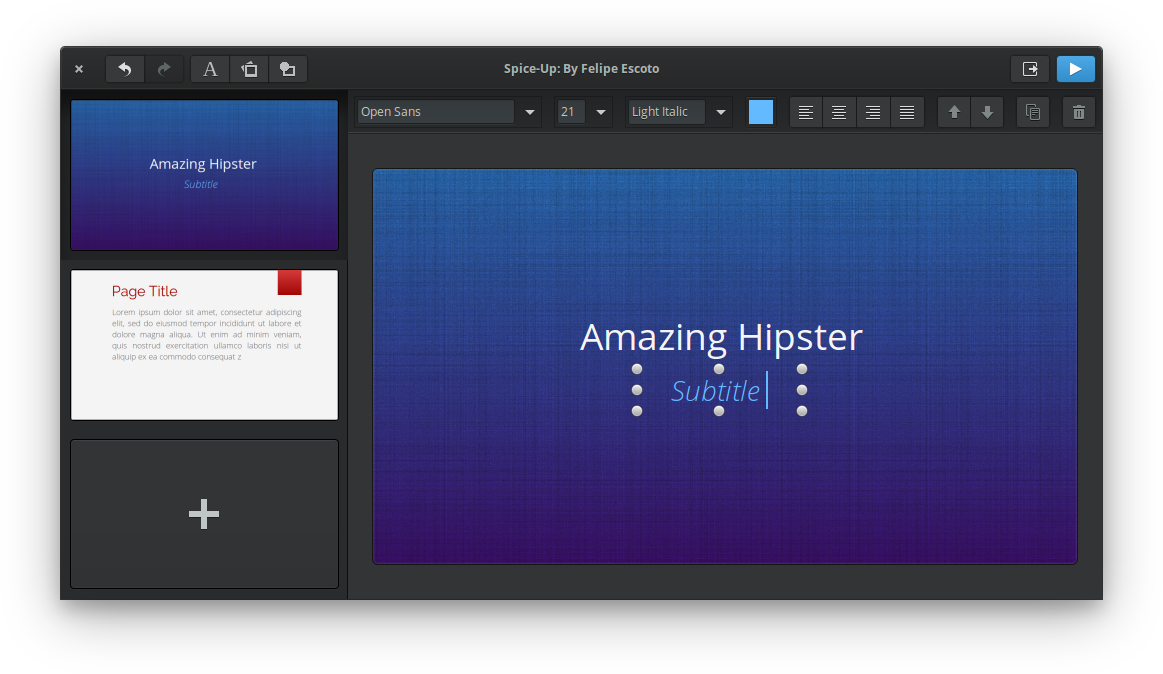 Spice-Up: By Felipe Escoto
A
Open Sans
21
Light Italic
Amazing Hipster
Subtitle
Page Title
Lorem ipsum dolor sit amet, consectetur adipiscing
elit, sed do eiusmod tempor incididunt ut labore et
dolore magna aliqua. Ut enim ad minim veniam,
quis nostrud exercitation ullamco laboris nisi ut
aliquip ex ea commodo consequat z
Amazing Hipster
Subtitle